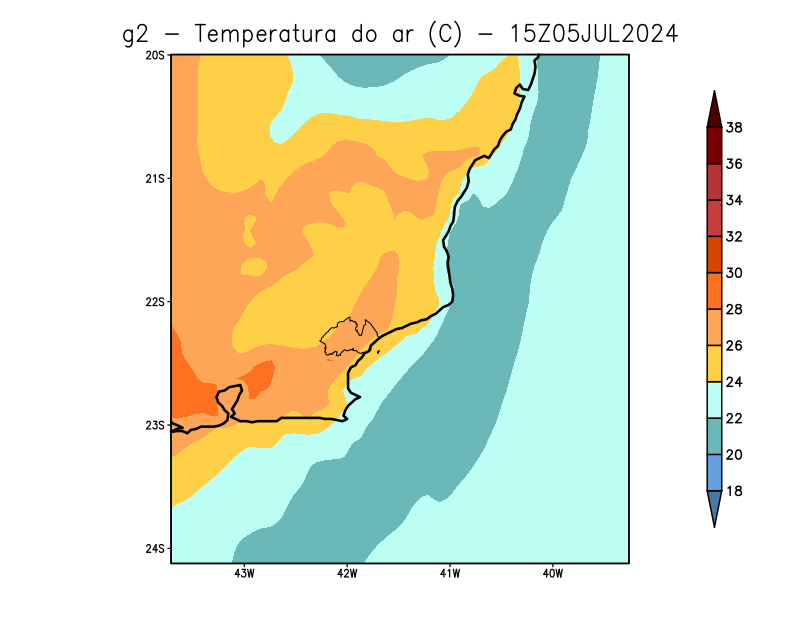 g2 – Temperatura do ar (C) – 15Z05JUL2024
20S
21S
22S
23S
24S
43W
42W
41W
40W
38
36
34
32
30
28
26
24
22
20
18